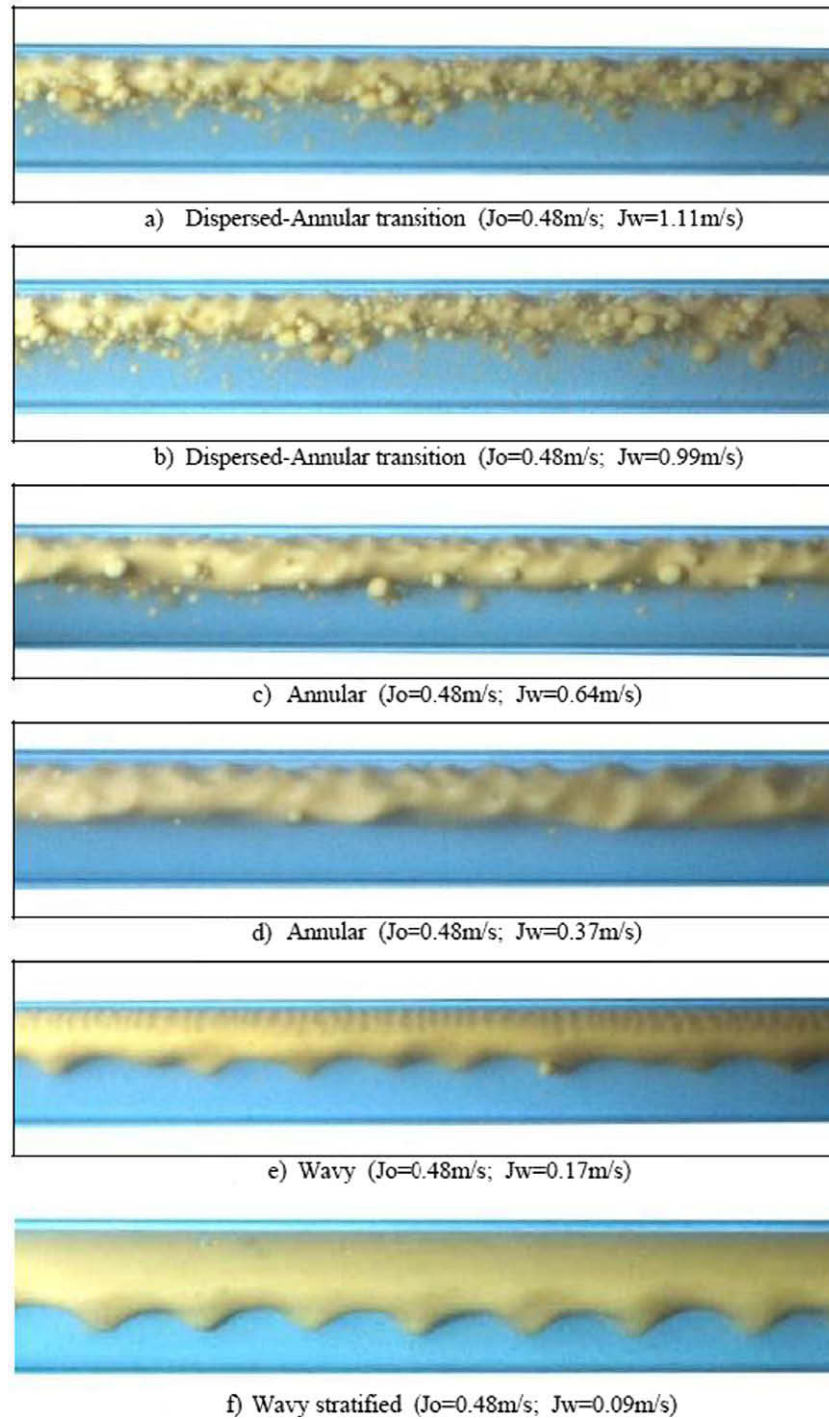 a) Dispersed-Annular transition (Jo=0.48m/s; Jw=1.11m/s)
b) Dispersed-Annular transition (Jo=0.48m/s; Jw=0.99m/s)
c) Annular (Jo=0.48m/s; Jw=0.64m/s)
d) Annular (Jo=0.48m/s; Jw=0.37m/s)
e) Wavy (Jo=0.48m/s; Jw=0.17m/s)
f) Wavy stratified (Jo=0.48m/s; Jw=0.09m/s)